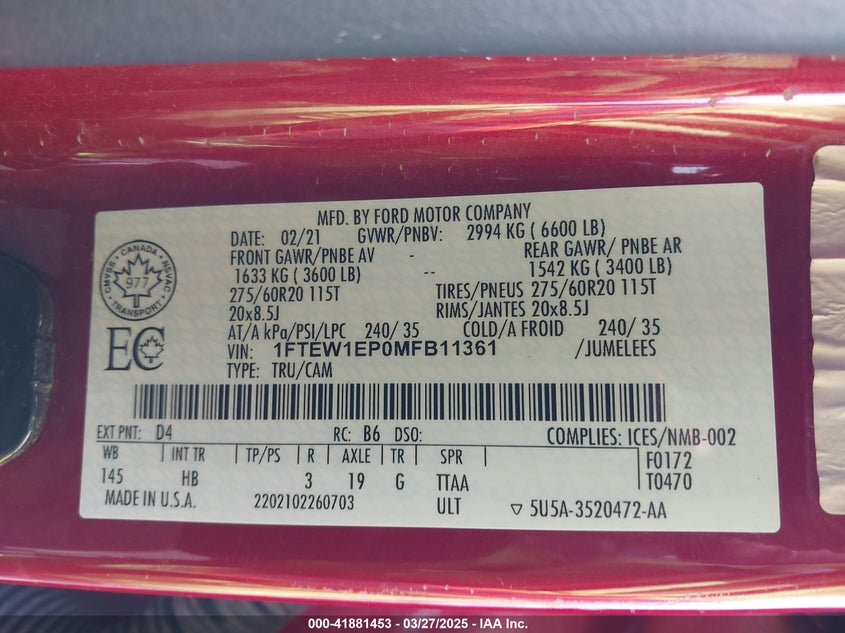 MFD. BY FORD MOTOR COMPANY
DATE: 02/21 GVWR/PNBV: 2994 KG ( 6600 LB)
FRONT GAWR/PNBE AV - REAR GAWR/ PNBE AR
1633 KG ( 3600 LB) -- 1542 KG ( 3400 LB)
275/60R20 115T TIRES/PNEUS 275/60R20 115T
20x8.5J RIMS/JANTES 20x8.5J
AT/A kPa/PSI/LPC 240/ 35 COLD/A FROID 240/ 35
VIN: 1FTEW1EP0MFB11361 /JUMELEES
TYPE: TRU/CAM
CMVSS - CANADA - NSVAC
977
TRANSPORT
EC
EXT PNT: D4 RC: B6 DSO: COMPLIES: ICES/NMB-002
WB INT TR TP/PS R AXLE TR SPR F0172
145 HB 3 19 G TTAA T0470
MADE IN U.S.A. 2202102260703 ULT ▽ 5U5A-3520472-AA
000-41881453 - 03/27/2025 - IAA Inc.